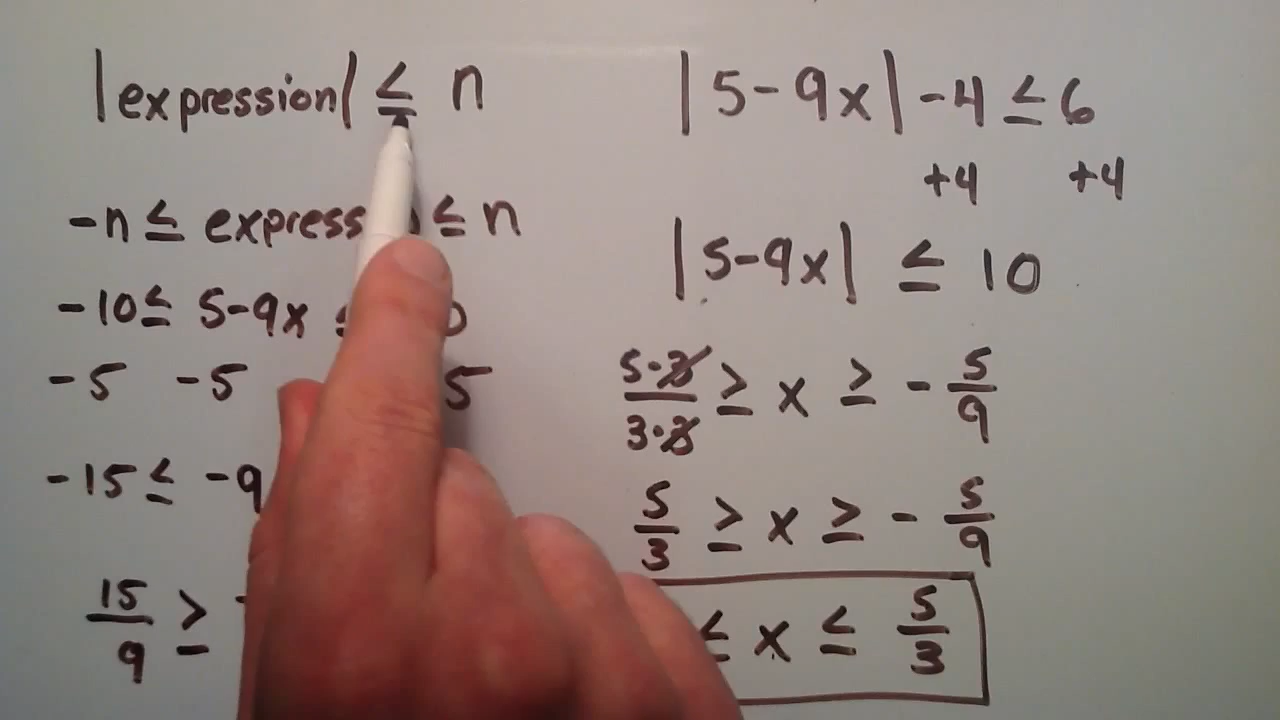 |expression| ≤ n
-n ≤ express ≤ n
-10 ≤ 5-9x
-5 -5 5
-15 ≤ -9
15/9 ≥
|5-9x| -4 ≤ 6
+4 +4
|5-9x| ≤ 10
5·3/3·3 ≥ x ≥ -5/9
5/3 ≥ x ≥ -5/9
≤ x ≤ 5/3